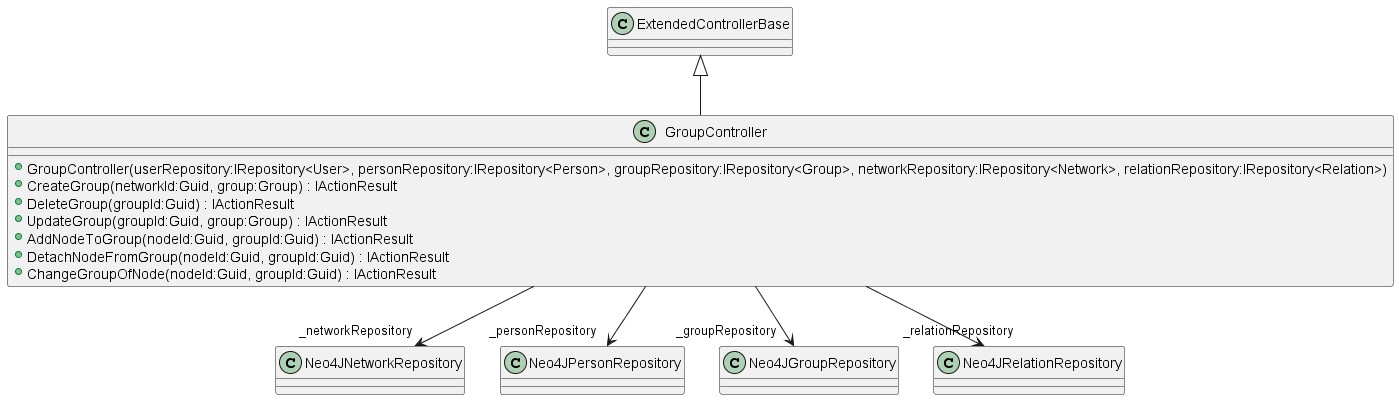 C ExtendedControllerBase
C GroupController
GroupController(userRepository:IRepository<User>, personRepository:IRepository<Person>, groupRepository:IRepository<Group>, networkRepository:IRepository<Network>, relationRepository:IRepository<Relation>)
CreateGroup(networkId:Guid, group:Group) : IActionResult
DeleteGroup(groupId:Guid) : IActionResult
UpdateGroup(groupId:Guid, group:Group) : IActionResult
AddNodeToGroup(nodeId:Guid, groupId:Guid) : IActionResult
DetachNodeFromGroup(nodeId:Guid, groupId:Guid) : IActionResult
ChangeGroupOfNode(nodeId:Guid, groupId:Guid) : IActionResult
_networkRepository
_personRepository
_groupRepository
_relationRepository
C Neo4JNetworkRepository
C Neo4JPersonRepository
C Neo4JGroupRepository
C Neo4JRelationRepository